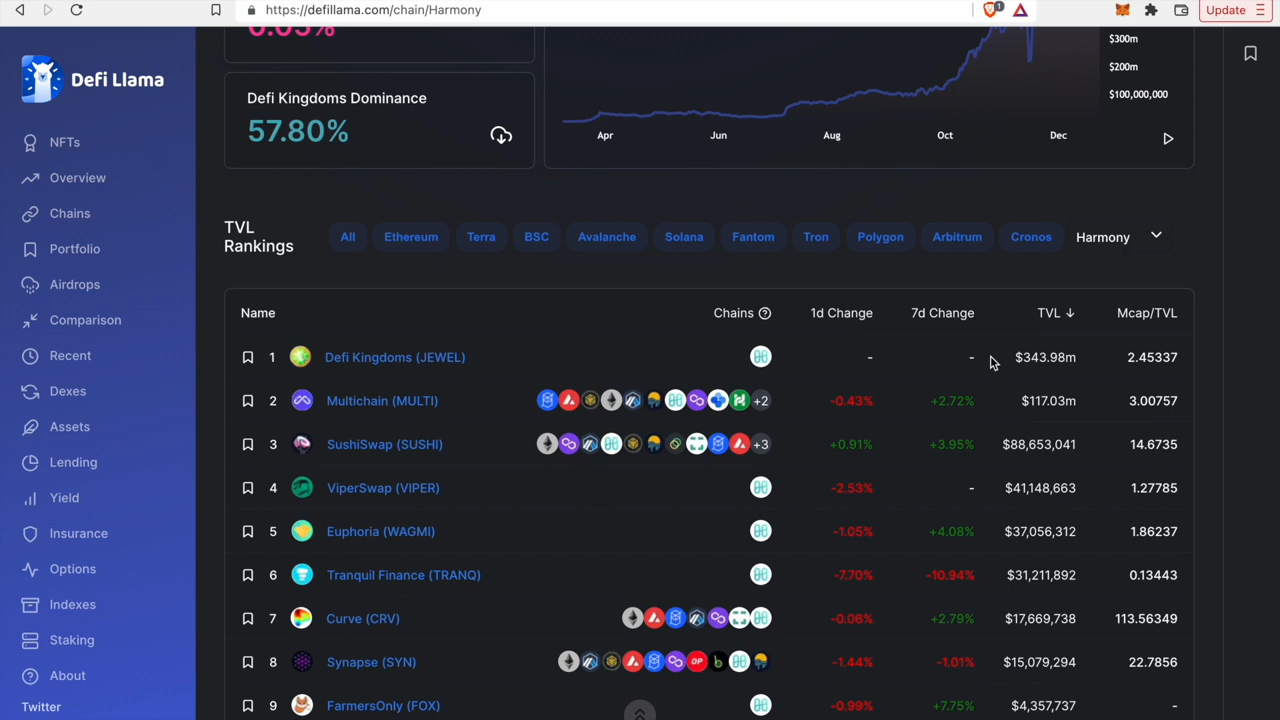 https://defillama.com/chain/Harmony
1
Update
Defi Llama
NFTs
Overview
Chains
Portfolio
Airdrops
Comparison
Recent
Dexes
Assets
Lending
Yield
Insurance
Options
Indexes
Staking
About
Twitter
0.05%
Defi Kingdoms Dominance
57.80%
$300m
$200m
$100,000,000
Apr Jun Aug Oct Dec
TVL
Rankings
All Ethereum Terra BSC Avalanche Solana Fantom Tron Polygon Arbitrum Cronos Harmony
Name Chains 1d Change 7d Change TVL ↓ Mcap/TVL
1 Defi Kingdoms (JEWEL) - - $343.98m 2.45337
2 Multichain (MULTI) +2 -0.43% +2.72% $117.03m 3.00757
3 SushiSwap (SUSHI) +3 +0.91% +3.95% $88,653,041 14.6735
4 ViperSwap (VIPER) -2.53% - $41,148,663 1.27785
5 Euphoria (WAGMI) -1.05% +4.08% $37,056,312 1.86237
6 Tranquil Finance (TRANQ) -7.70% -10.94% $31,211,892 0.13443
7 Curve (CRV) -0.06% +2.79% $17,669,738 113.56349
8 Synapse (SYN) OP -1.44% -1.01% $15,079,294 22.7856
9 FarmersOnly (FOX) -0.99% +7.75% $4,357,737 -